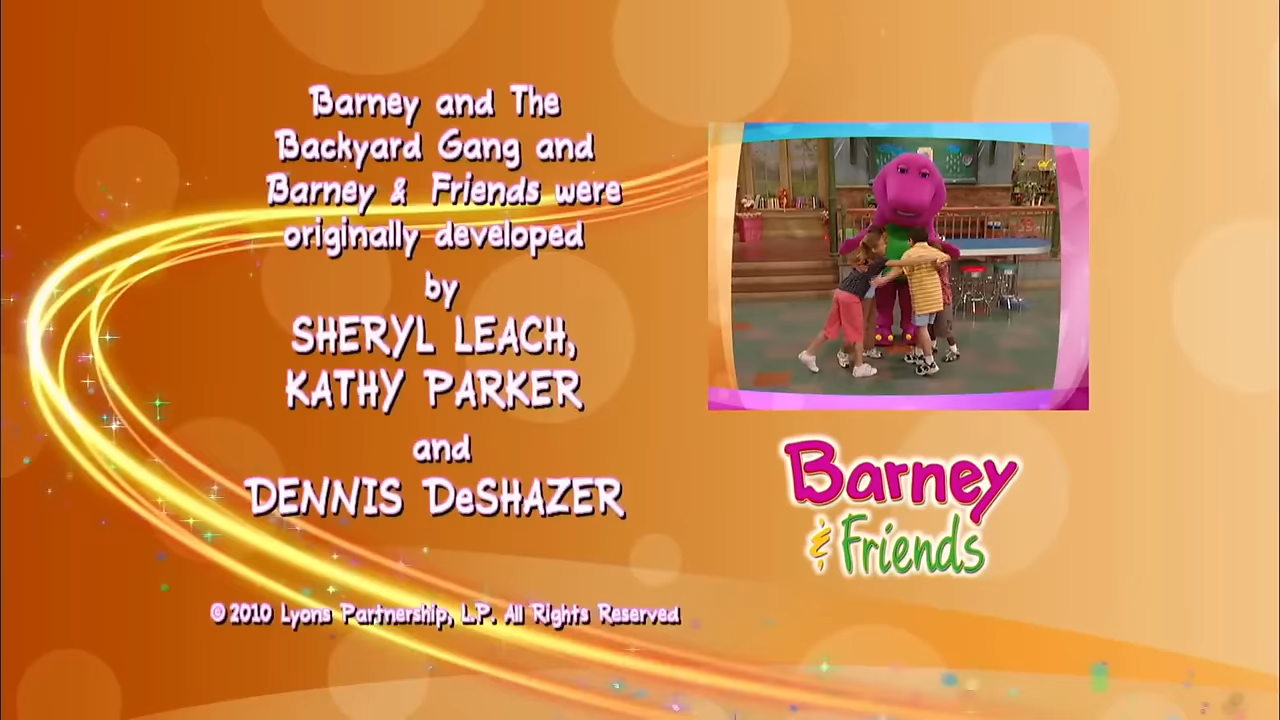 Barney and The
Backyard Gang and
Barney & Friends were
originally developed
by
SHERYL LEACH,
KATHY PARKER
and
DENNIS DeSHAZER
© 2010 Lyons Partnership, L.P. All Rights Reserved
Barney
& Friends